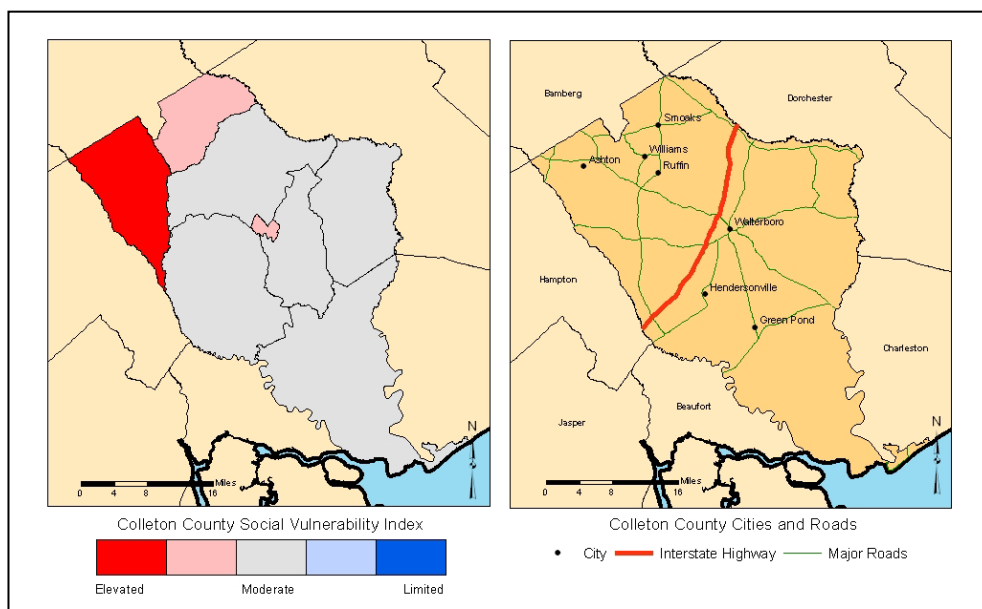 N
0 4 8 16
Miles
W S E
Colleton County Social Vulnerability Index
Elevated Moderate Limited
Bamberg
Dorchester
Smoaks
Williams
Ashton
Ruffin
Walterboro
Hampton
Hendersonville
Green Pond
Charleston
Beaufort
Jasper
N
0 4 8 16
Miles
Colleton County Cities and Roads
City Interstate Highway Major Roads